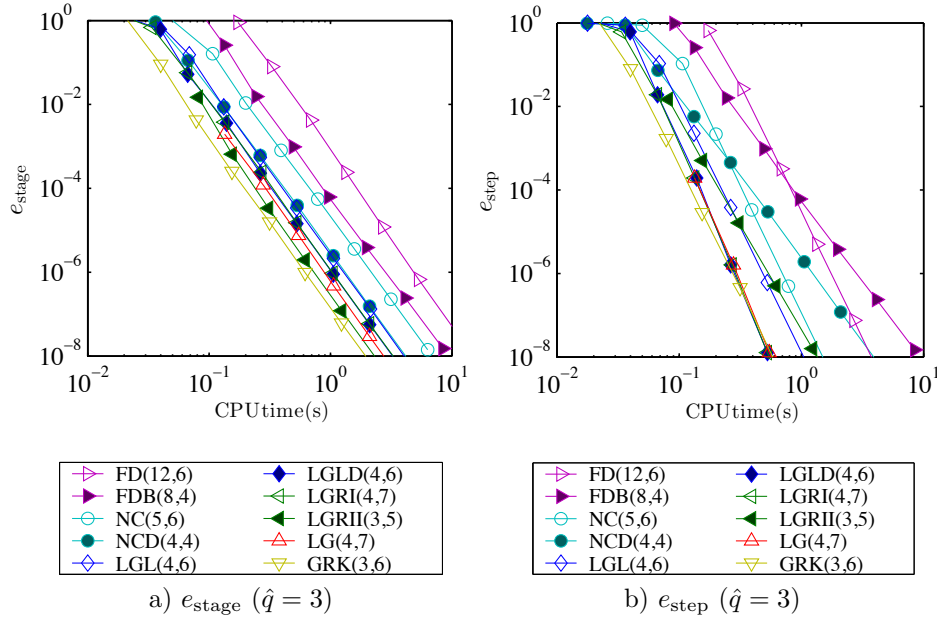 10^0
10^-2
10^-4
10^-6
10^-8
e_stage
10^-2
10^-1
10^0
10^1
CPUtime(s)
FD(12,6)
FDB(8,4)
NC(5,6)
NCD(4,4)
LGL(4,6)
LGLD(4,6)
LGRI(4,7)
LGRII(3,5)
LG(4,7)
GRK(3,6)
a) e_stage (q̂ = 3)
10^0
10^-2
10^-4
10^-6
10^-8
e_step
10^-2
10^-1
10^0
10^1
CPUtime(s)
FD(12,6)
FDB(8,4)
NC(5,6)
NCD(4,4)
LGL(4,6)
LGLD(4,6)
LGRI(4,7)
LGRII(3,5)
LG(4,7)
GRK(3,6)
b) e_step (q̂ = 3)